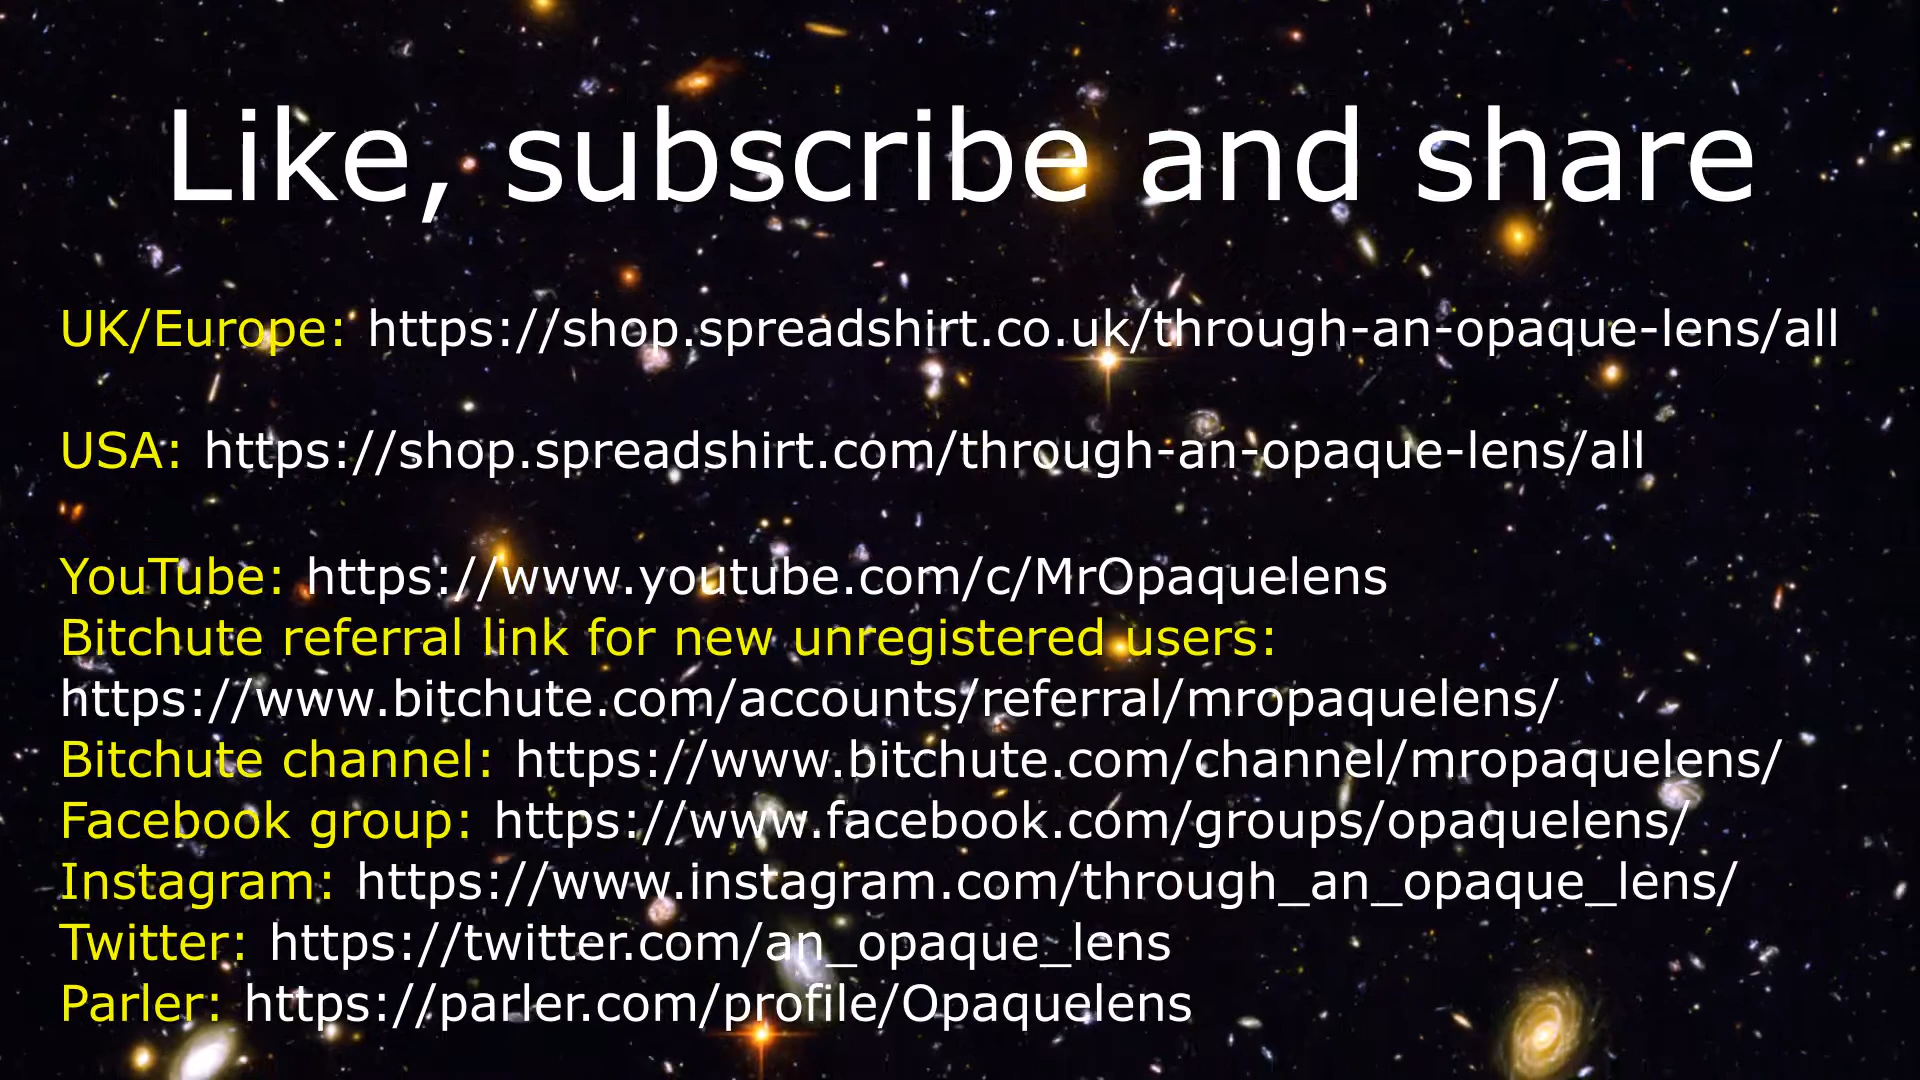 Like, subscribe and share
UK/Europe: https://shop.spreadshirt.co.uk/through-an-opaque-lens/all
USA: https://shop.spreadshirt.com/through-an-opaque-lens/all
YouTube: https://www.youtube.com/c/MrOpaquelens
Bitchute referral link for new unregistered users:
https://www.bitchute.com/accounts/referral/mropaquelens/
Bitchute channel: https://www.bitchute.com/channel/mropaquelens/
Facebook group: https://www.facebook.com/groups/opaquelens/
Instagram: https://www.instagram.com/through_an_opaque_lens/
Twitter: https://twitter.com/an_opaque_lens
Parler: https://parler.com/profile/Opaquelens